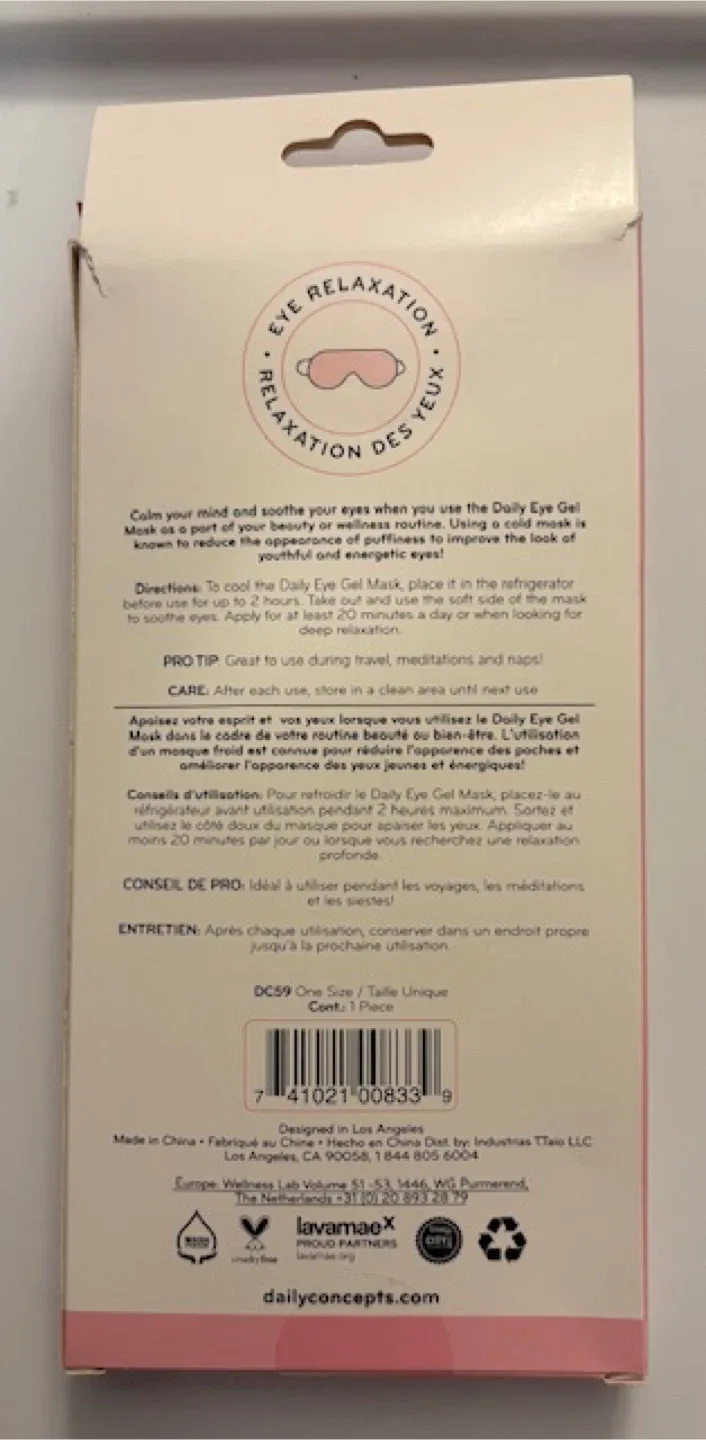 EYE RELAXATION
RELAXATION DES YEUX
Calm your mind and soothe your eyes when you use the Daily Eye Gel
Mask as a part of your beauty or wellness routine. Using a cold mask is
known to reduce the appearance of puffiness to improve the look of
youthful and energetic eyes!
Directions: To cool the Daily Eye Gel Mask, place it in the refrigerator
before use for up to 2 hours. Take out and use the soft side of the mask
to soothe eyes. Apply for at least 20 minutes a day or when looking for
deep relaxation.
PRO TIP: Great to use during travel, meditations and naps!
CARE: After each use, store in a clean area until next use
Apaisez votre esprit et vos yeux lorsque vous utilisez le Daily Eye Gel
Mask dans le cadre de votre routine beauté ou bien-être. L'utilisation
d'un masque froid est connue pour réduire l'apparence des poches et
améliorer l'apparence des yeux jeunes et énergiques!
Conseils d'utilisation: Pour refroidir le Daily Eye Gel Mask, placez-le au
réfrigérateur avant utilisation pendant 2 heures maximum. Sortez et
utilisez le côté doux du masque pour apaiser les yeux. Appliquer au
moins 20 minutes par jour ou lorsque vous recherchez une relaxation
profonde.
CONSEIL DE PRO: Idéal à utiliser pendant les voyages, les méditations
et les siestes!
ENTRETIEN: Après chaque utilisation, conserver dans un endroit propre
jusqu'à la prochaine utilisation.
DC59 One Size / Taille Unique
Cont.: 1 Piece
7 41021 00833 9
Designed in Los Angeles
Made in China • Fabriqué au Chine • Hecho en China Dist. by: Industrias TTaio LLC
Los Angeles, CA 90058, 1 844 805 6004
Europe: Wellness Lab Volume 51 -53, 1446, WG Purmerend,
The Netherlands +31 (0) 20 893 28 79
cruelty free
lavamaeX
PROUD PARTNERS
lavamae.org
dailyconcepts.com